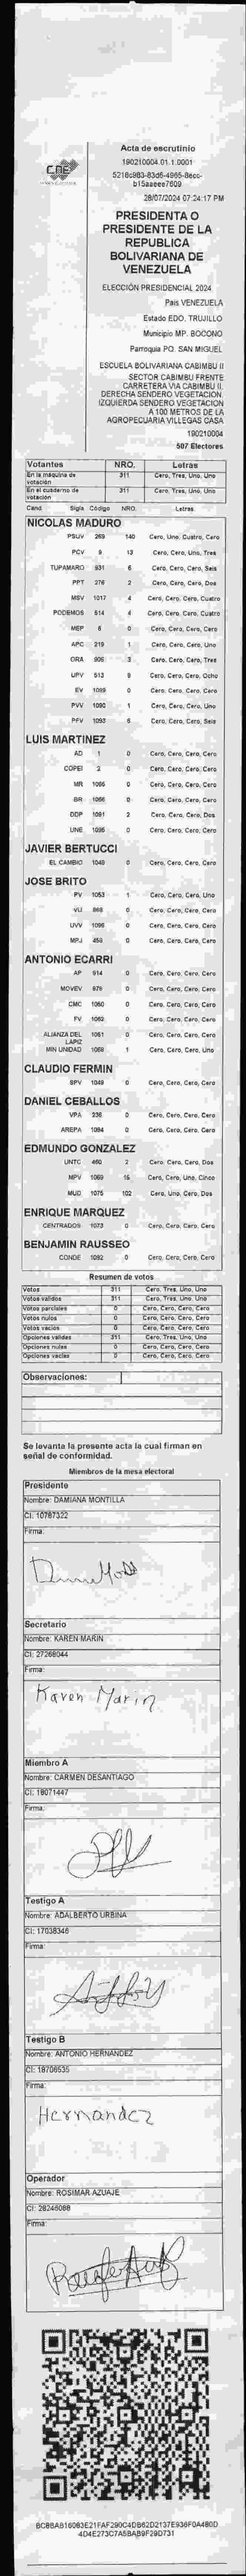 CNE
Acta de escrutinio
190210004.01.1.0001
28/07/2024 07:24:17 PM
PRESIDENTA O
PRESIDENTE DE LA
REPUBLICA
BOLIVARIANA DE
VENEZUELA
ELECCIÓN PRESIDENCIAL 2024
País VENEZUELA
Estado EDO. TRUJILLO
Municipio MP. BOCONO
Parroquia PQ. SAN MIGUEL
ESCUELA BOLIVARIANA CABIMBU II
SECTOR CABIMBU FRENTE
CARRETERA VIA CABIMBU II.
DERECHA SENDERO VEGETACION.
IZQUIERDA SENDERO VEGETACION
A 100 METROS DE LA
AGROPECUARIA VILLEGAS CASA
190210004
587 Electores
Votantes NRO. Letras
En la máquina de votación 311 Cero, Tres, Uno, Uno
En el cuaderno de votación 311 Cero, Tres, Uno, Uno
Cand. Sigla Código NRO. Letras
NICOLAS MADURO
PSUV 269 140 Cero, Uno, Cuatro, Cero
PCV 9 13 Cero, Cero, Uno, Tres
TUPAMARO 931 6 Cero, Cero, Cero, Seis
PPT 276 2 Cero, Cero, Cero, Dos
MSV 1017 4 Cero, Cero, Cero, Cuatro
PODEMOS 514 4 Cero, Cero, Cero, Cuatro
MEP 6 0 Cero, Cero, Cero, Cero
APC 219 1 Cero, Cero, Cero, Uno
ORA 905 3 Cero, Cero, Cero, Tres
UPV 613 8 Cero, Cero, Cero, Ocho
EV 1099 0 Cero, Cero, Cero, Cero
PVV 1090 1 Cero, Cero, Cero, Uno
PFV 1093 6 Cero, Cero, Cero, Seis
LUIS MARTINEZ
AD 1 0 Cero, Cero, Cero, Cero
COPEI 2 0 Cero, Cero, Cero, Cero
MR 0 Cero, Cero, Cero, Cero
BR 1066 0 Cero, Cero, Cero, Cero
DDP 1091 2 Cero, Cero, Cero, Dos
UNE 0 Cero, Cero, Cero, Cero
JAVIER BERTUCCI
EL CAMBIO 1048 0 Cero, Cero, Cero, Cero
JOSE BRITO
PV 1053 1 Cero, Cero, Cero, Uno
VU 868 0 Cero, Cero, Cero, Cero
UVV 0 Cero, Cero, Cero, Cero
MPJ 458 0 Cero, Cero, Cero, Cero
ANTONIO ECARRI
AP 914 0 Cero, Cero, Cero, Cero
MOVEV 879 0 Cero, Cero, Cero, Cero
CMC 1060 0 Cero, Cero, Cero, Cero
FV 1062 0 Cero, Cero, Cero, Cero
ALIANZA DEL LAPIZ 1061 0 Cero, Cero, Cero, Cero
MIN UNIDAD 1058 1 Cero, Cero, Cero, Uno
CLAUDIO FERMIN
SPV 1049 0 Cero, Cero, Cero, Cero
DANIEL CEBALLOS
VPA 236 0 Cero, Cero, Cero, Cero
AREPA 1094 0 Cero, Cero, Cero, Cero
EDMUNDO GONZALEZ
UNTC 460 2 Cero, Cero, Cero, Dos
MPV 1069 15 Cero, Cero, Uno, Cinco
MUD 1075 102 Cero, Uno, Cero, Dos
ENRIQUE MARQUEZ
CENTRADOS 1073 0 Cero, Cero, Cero, Cero
BENJAMIN RAUSSEO
CONDE 1092 0 Cero, Cero, Cero, Cero
Resumen de votos
Votos 311 Cero, Tres, Uno, Uno
Votos válidos 311 Cero, Tres, Uno, Uno
Votos parciales 0 Cero, Cero, Cero, Cero
Votos nulos 0 Cero, Cero, Cero, Cero
Votos vacíos 0 Cero, Cero, Cero, Cero
Opciones válidas 311 Cero, Tres, Uno, Uno
Opciones nulas 0 Cero, Cero, Cero, Cero
Opciones vacías 0 Cero, Cero, Cero, Cero
Observaciones:
Se levanta la presente acta la cual firman en
señal de conformidad.
Miembros de la mesa electoral
Presidente
Nombre: DAMIANA MONTILLA
CI: 10787322
Firma:
Secretario
Nombre: KAREN MARIN
CI: 27268044
Firma:
Karen Marin
Miembro A
Nombre: CARMEN DESANTIAGO
CI: 18071447
Firma:
Testigo A
Nombre: ADALBERTO URBINA
CI: 17038346
Firma:
Testigo B
Nombre: ANTONIO HERNANDEZ
CI: 18706535
Firma:
Hernandez
Operador
Nombre: ROSIMAR AZUAJE
CI: 28246088
Firma: